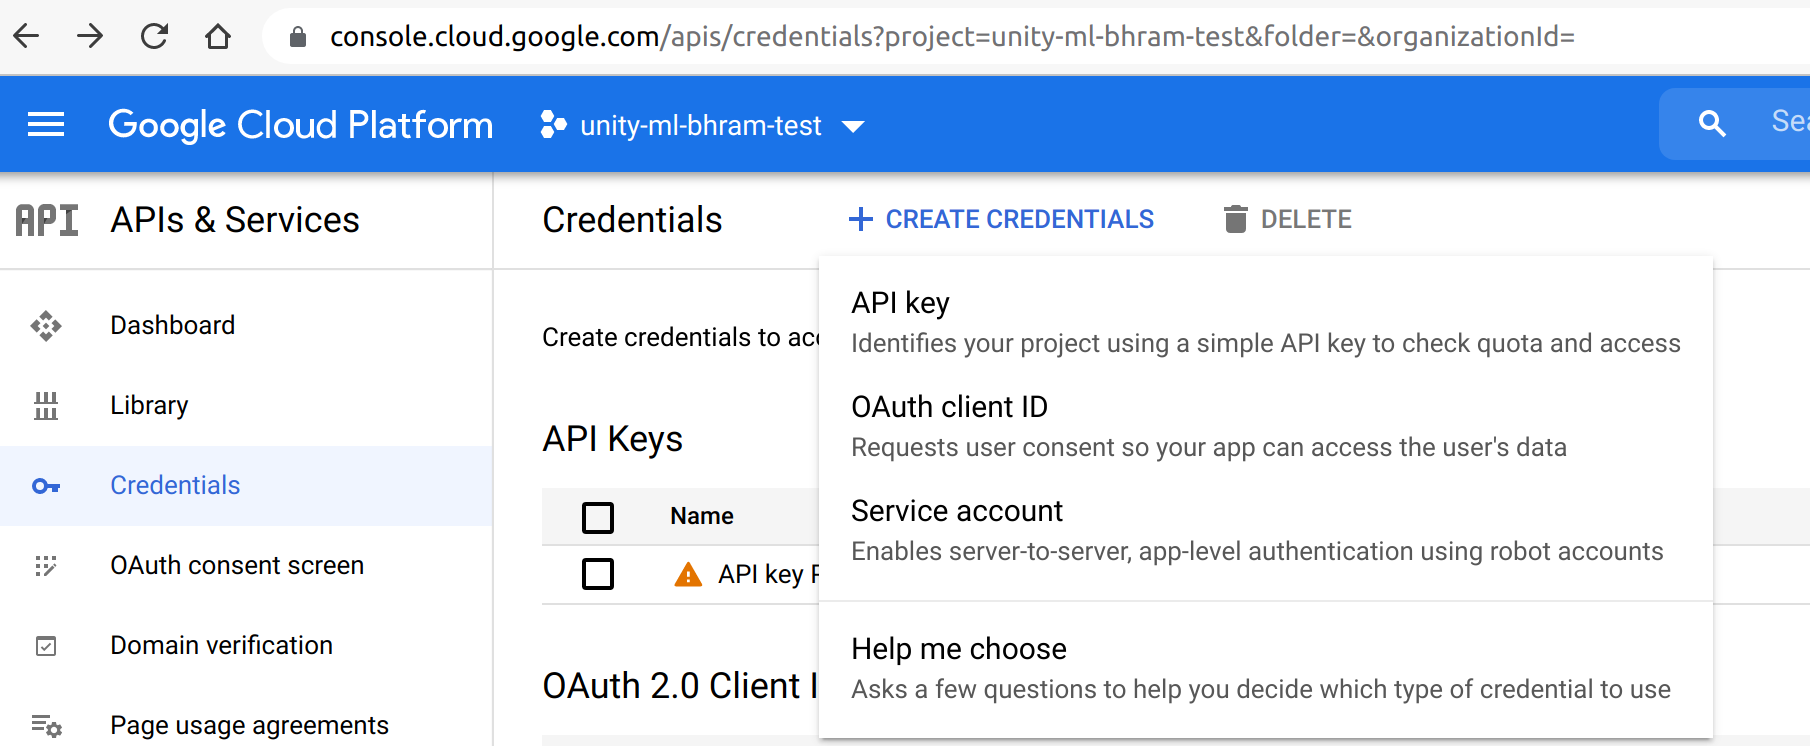 console.cloud.google.com/apis/credentials?project=unity-ml-bhram-test&folder=&organizationId=
Google Cloud Platform
unity-ml-bhram-test
API
APIs & Services
Dashboard
Library
Credentials
OAuth consent screen
Domain verification
Page usage agreements
Credentials
+ CREATE CREDENTIALS
DELETE
Create credentials to
API Keys
Name
API key
OAuth 2.0 Client
API key
Identifies your project using a simple API key to check quota and access
OAuth client ID
Requests user consent so your app can access the user's data
Service account
Enables server-to-server, app-level authentication using robot accounts
Help me choose
Asks a few questions to help you decide which type of credential to use